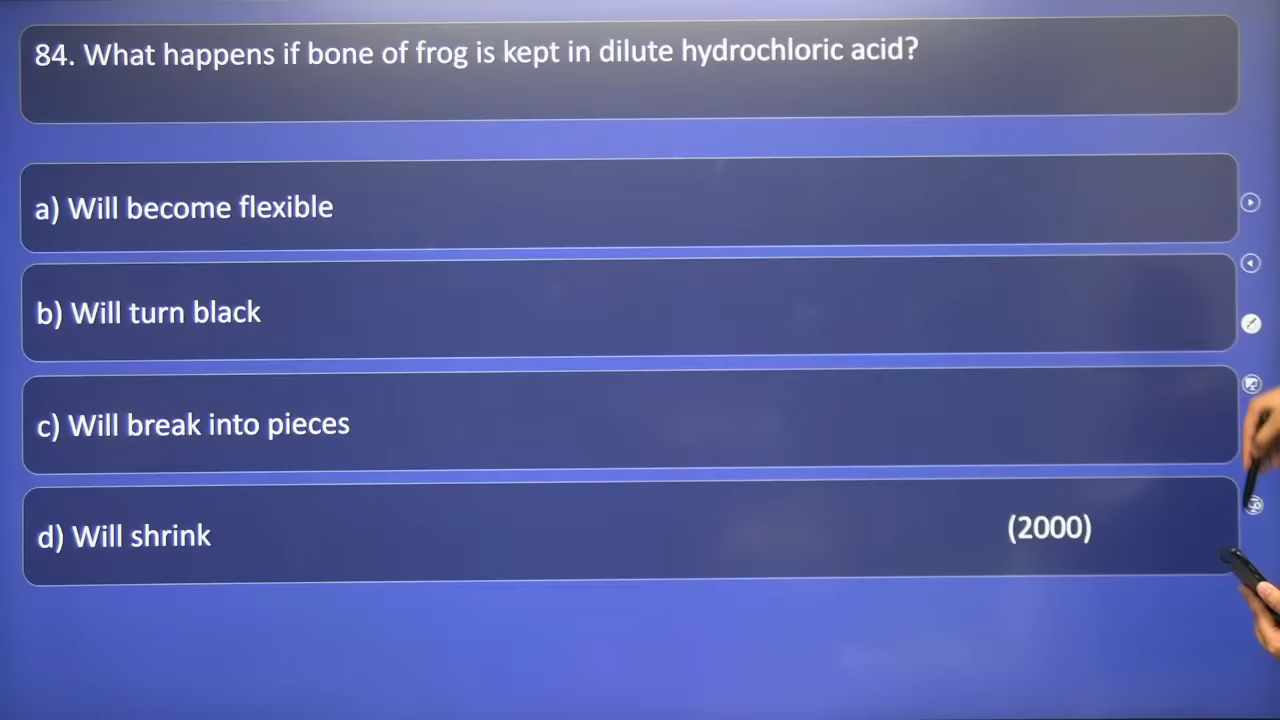 84. What happens if bone of frog is kept in dilute hydrochloric acid?
a) Will become flexible
b) Will turn black
c) Will break into pieces
d) Will shrink (2000)